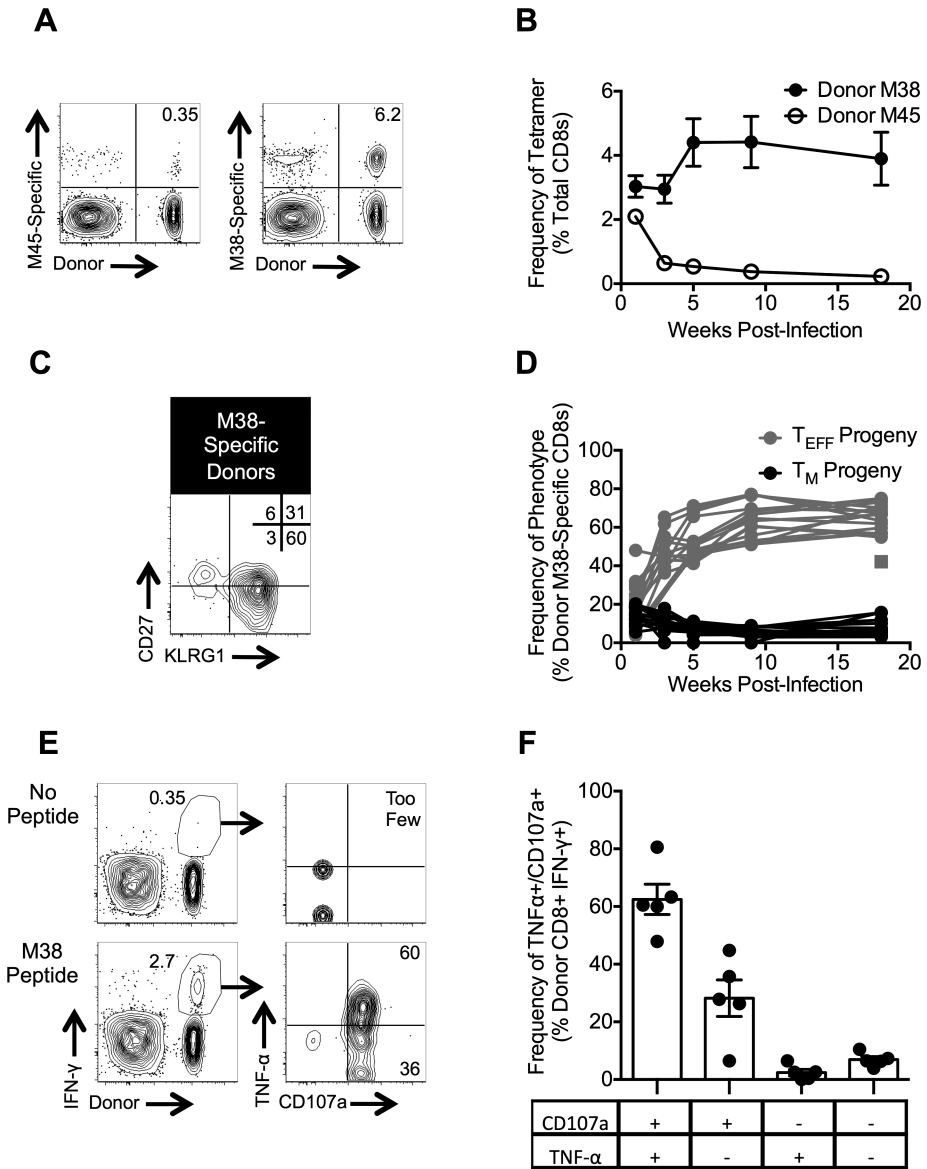 A
M45-Specific
0.35
Donor
M38-Specific
6.2
Donor
B
Frequency of Tetramer
(% Total CD8s)
6
4
2
0
Donor M38
Donor M45
0 5 10 15 20
Weeks Post-Infection
C
M38-
Specific
Donors
6 31
3 60
CD27
KLRG1
D
Frequency of Phenotype
(% Donor M38-Specific CD8s)
100
80
60
40
20
0
TEFF Progeny
TM Progeny
0 5 10 15 20
Weeks Post-Infection
E
No
Peptide
0.35
Too
Few
M38
Peptide
2.7
60
36
IFN-γ
Donor
TNF-α
CD107a
F
Frequency of TNFα+/CD107a+
(% Donor CD8+ IFN-γ+)
100
80
60
40
20
0
CD107a + + - -
TNF-α + - + -